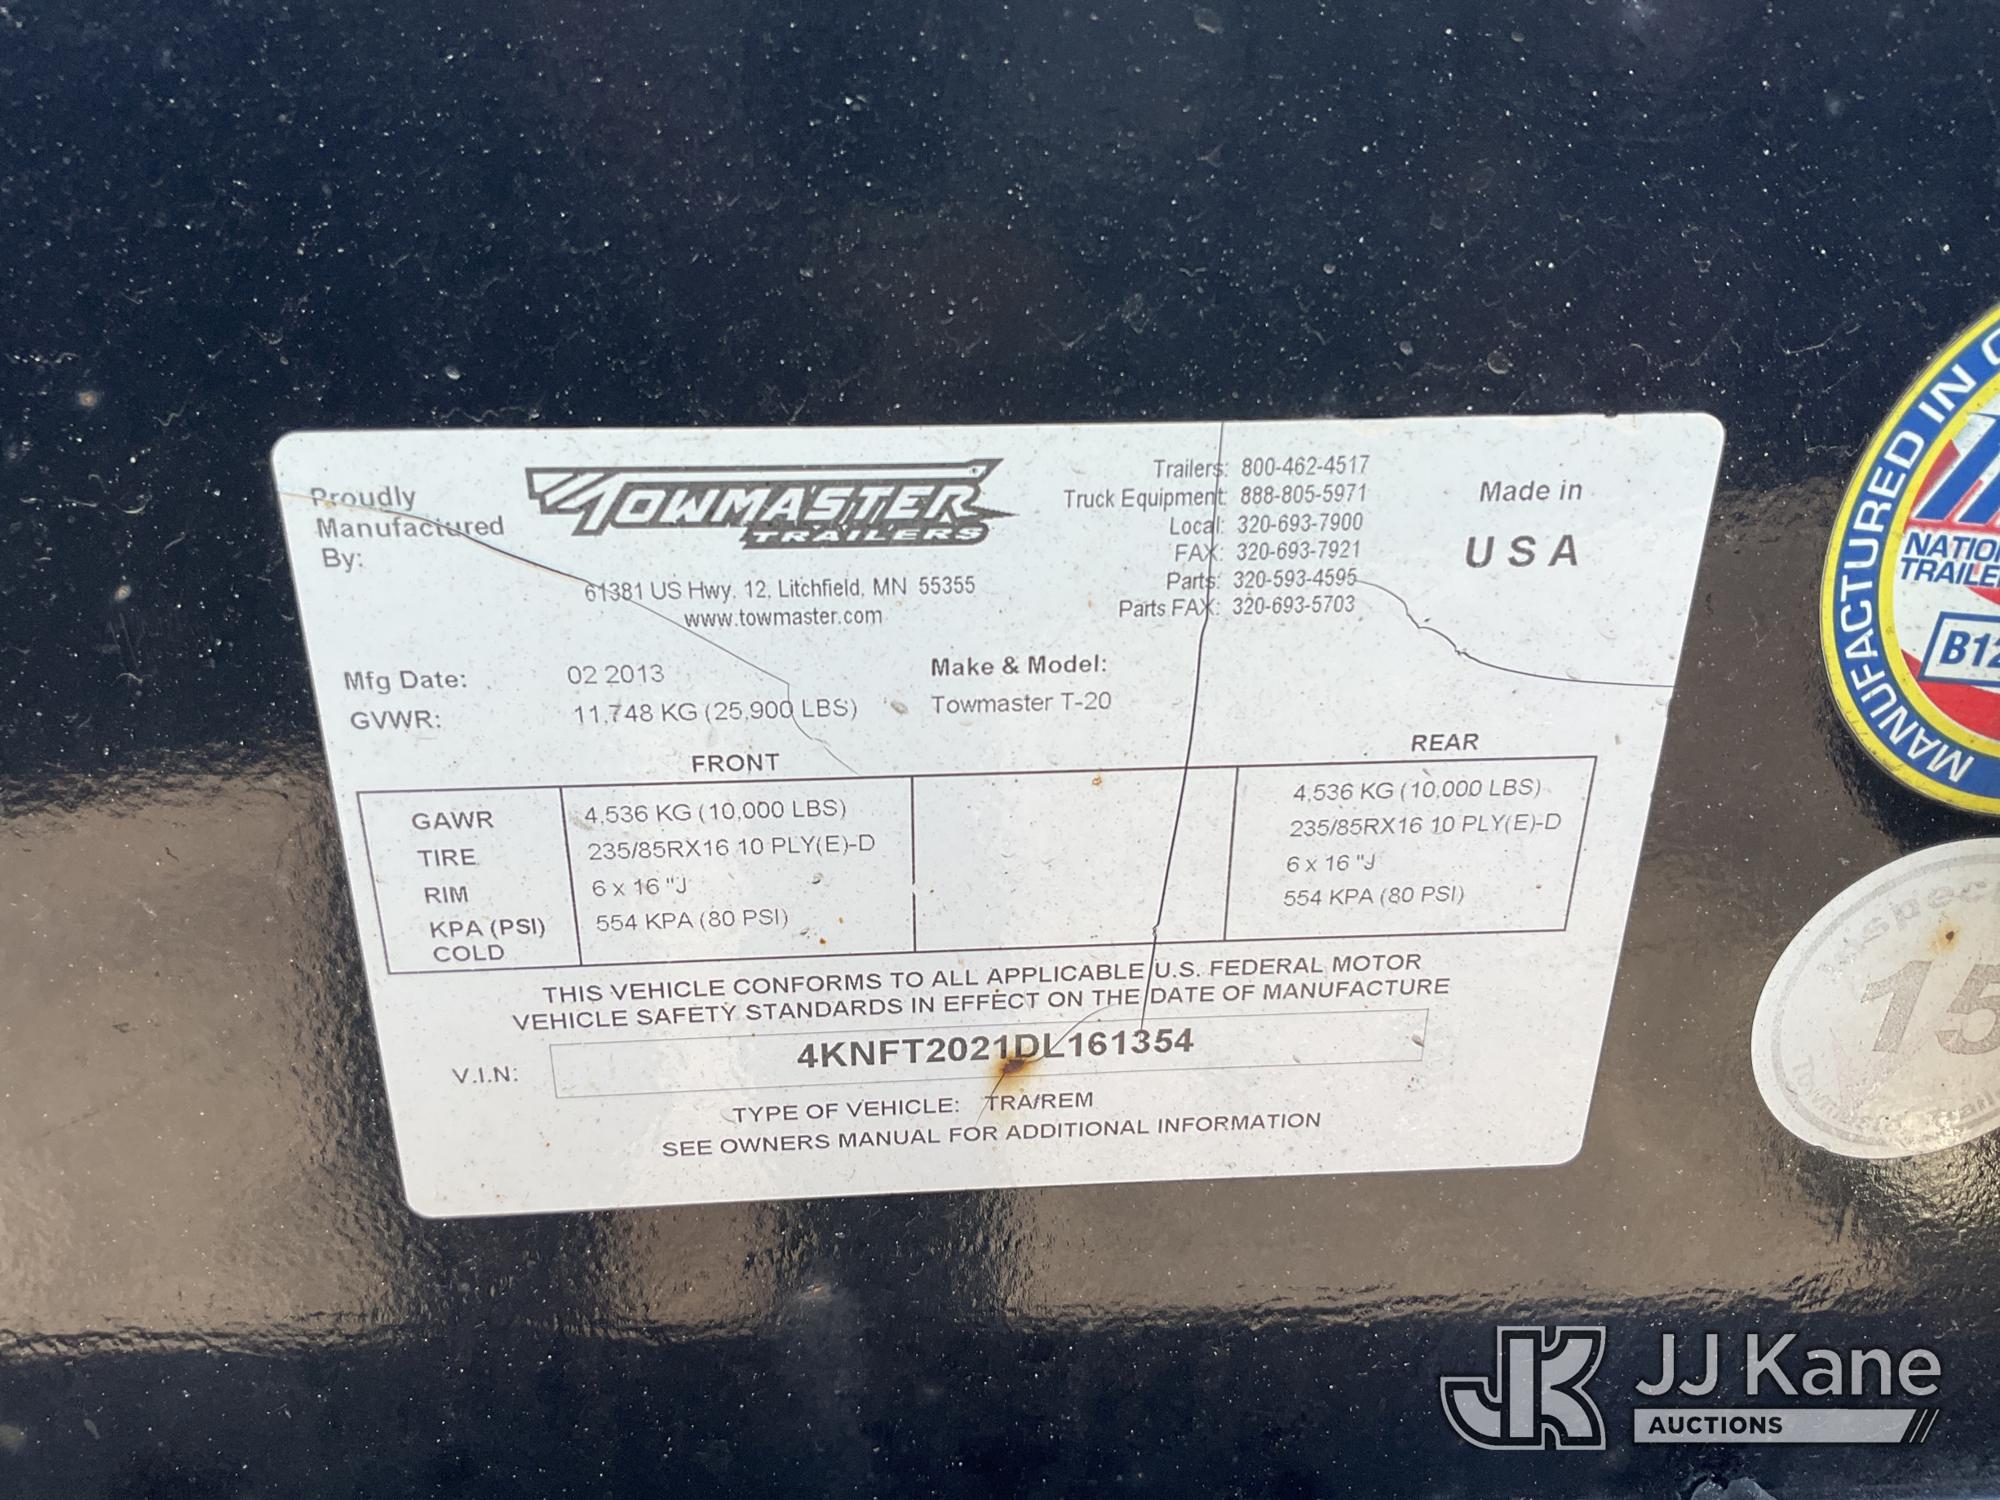 Proudly
Manufactured
By:
TOWMASTER
TRAILERS
61381 US Hwy. 12, Litchfield, MN 55355
www.towmaster.com
Trailers: 800-462-4517
Truck Equipment: 888-805-5971
Local: 320-693-7900
FAX: 320-693-7921
Parts: 320-593-4595
Parts FAX: 320-693-5703
Made in
USA
Mfg Date: 02 2013
GVWR: 11,748 KG (25,900 LBS)
Make & Model:
Towmaster T-20
FRONT
REAR
GAWR 4,536 KG (10,000 LBS) 4,536 KG (10,000 LBS)
TIRE 235/85RX16 10 PLY(E)-D 235/85RX16 10 PLY(E)-D
RIM 6 x 16 "J 6 x 16 "J
KPA (PSI) 554 KPA (80 PSI) 554 KPA (80 PSI)
COLD
THIS VEHICLE CONFORMS TO ALL APPLICABLE U.S. FEDERAL MOTOR
VEHICLE SAFETY STANDARDS IN EFFECT ON THE DATE OF MANUFACTURE
V.I.N: 4KNFT2021DL161354
TYPE OF VEHICLE: TRA/REM
SEE OWNERS MANUAL FOR ADDITIONAL INFORMATION
MANUFACTURED IN
B12
15
JK JJ Kane
AUCTIONS